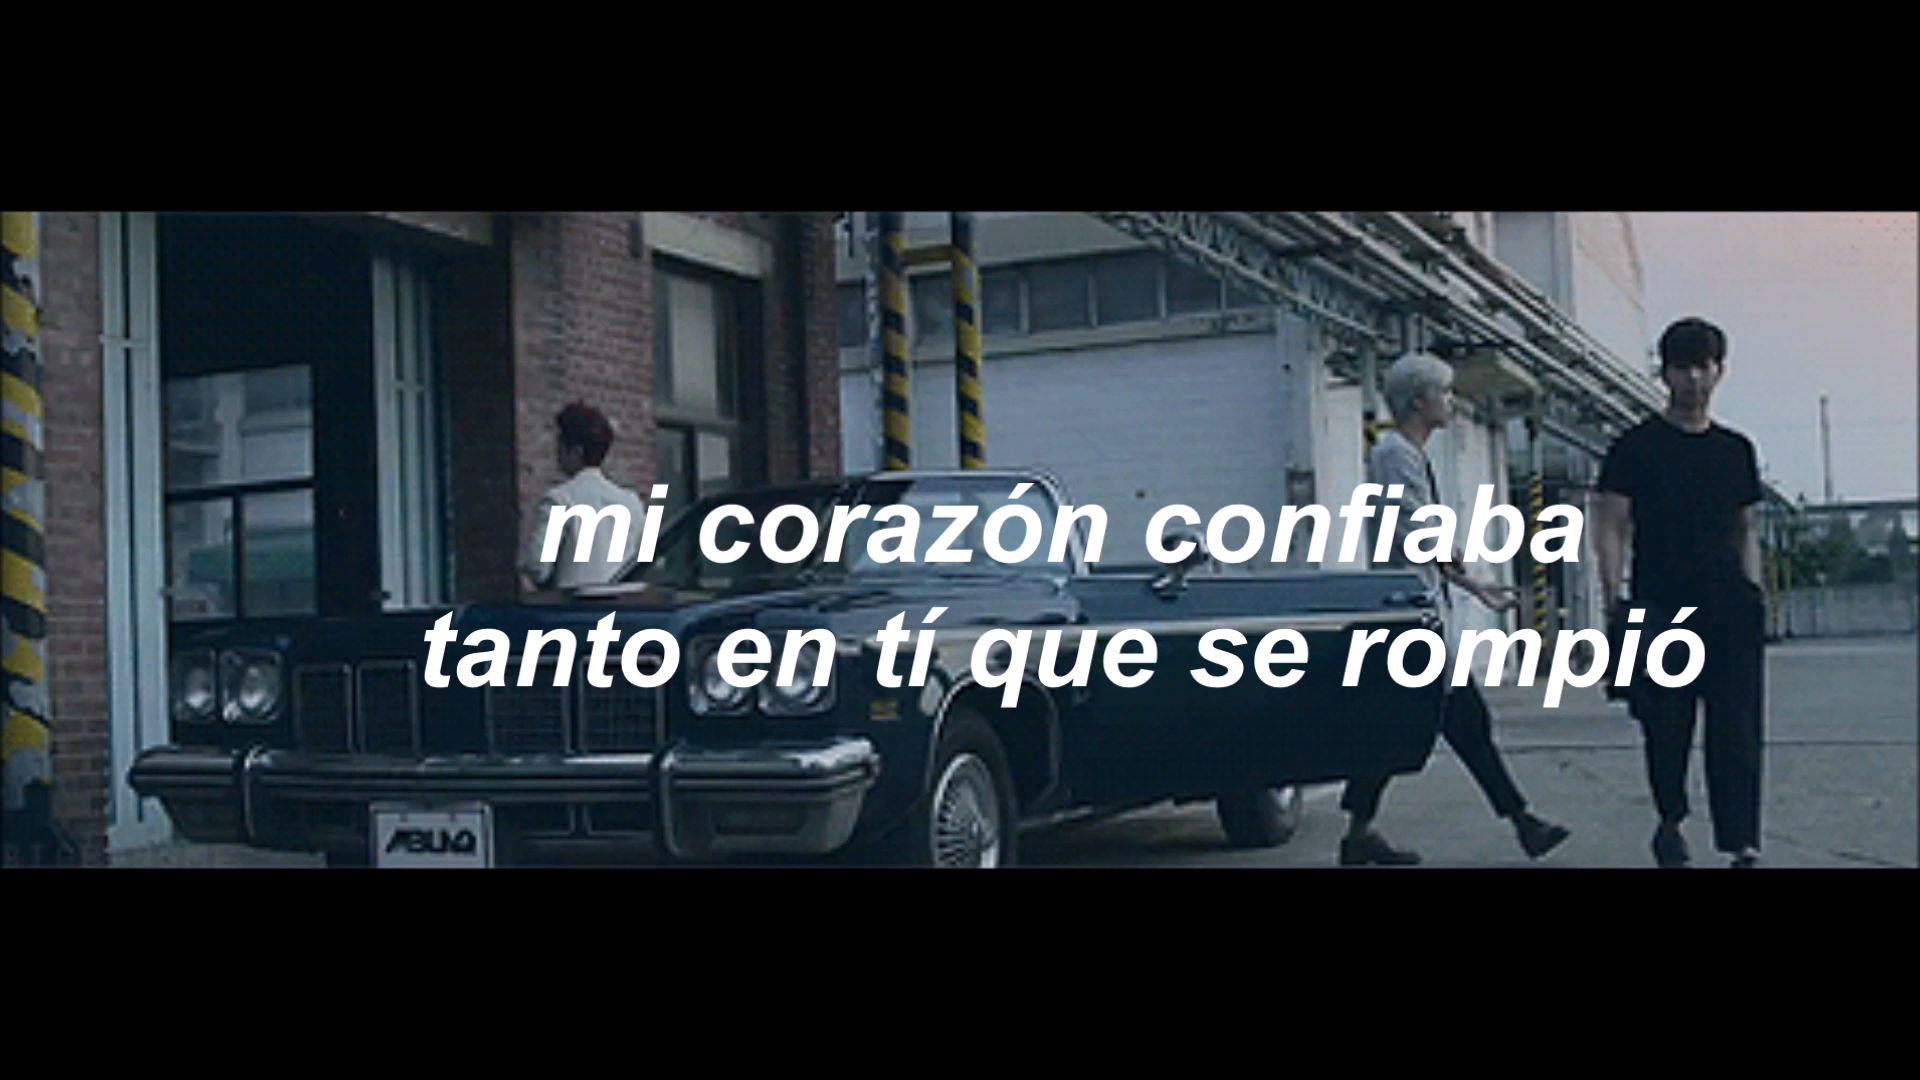 mi corazón confiaba
tanto en tí que se rompió